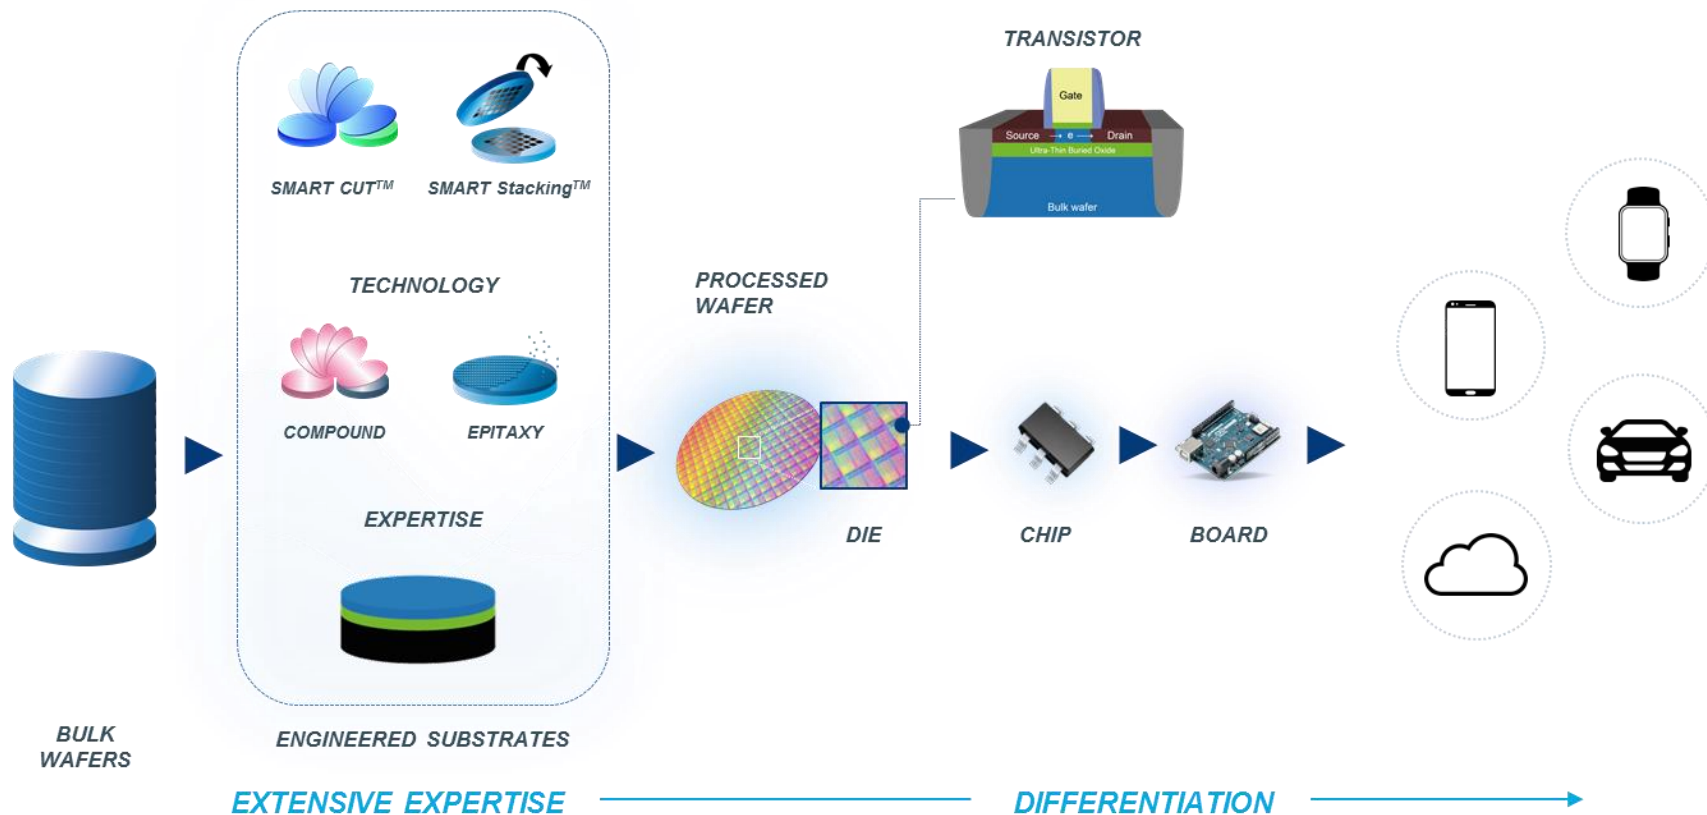 TRANSISTOR
Gate
Source
e
Drain
Ultra-Thin Buried Oxide
Bulk wafer
SMART CUT™
SMART Stacking™
TECHNOLOGY
COMPOUND
EPITAXY
EXPERTISE
PROCESSED
WAFER
DIE
CHIP
BOARD
BULK
WAFERS
ENGINEERED SUBSTRATES
EXTENSIVE EXPERTISE
DIFFERENTIATION